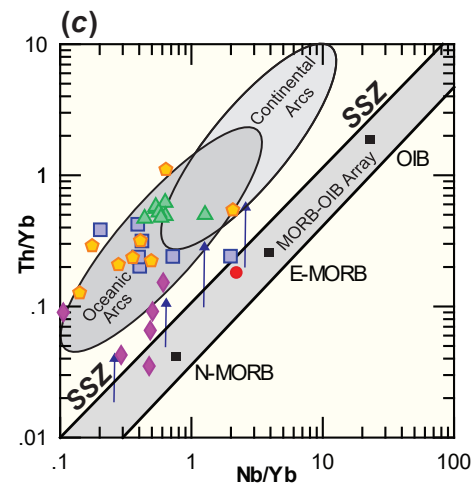 (c)
10
1
.1
.01
Th/Yb
Continental
Arcs
SSZ
OIB
MORB-OIB Array
E-MORB
Oceanic
Arcs
N-MORB
SSZ
.1
1
10
100
Nb/Yb